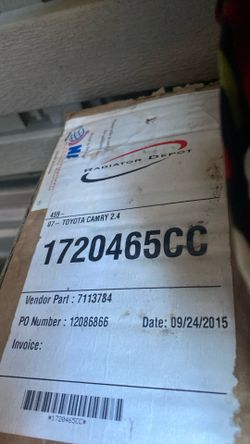 RADIATOR DEPOT
439-
07- TOYOTA CAMRY 2.4
1720465CC
Vendor Part : 7113784
PO Number : 12086866 Date: 09/24/2015
Invoice:
*1720465CC*